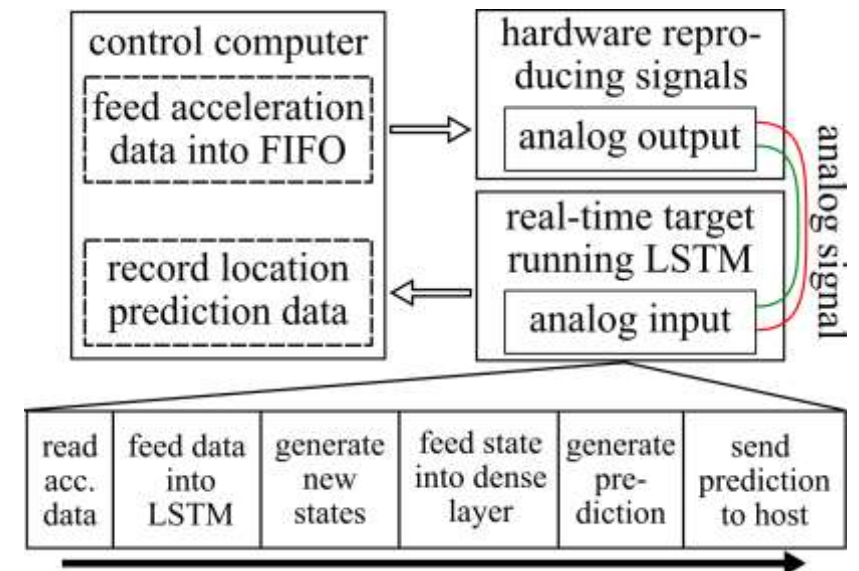 control computer
feed acceleration
data into FIFO
record location
prediction data
hardware repro-
ducing signals
analog output
real-time target
running LSTM
analog input
analog signal
read
acc.
data
feed data
into
LSTM
generate
new
states
feed state
into dense
layer
generate
pre-
diction
send
prediction
to host